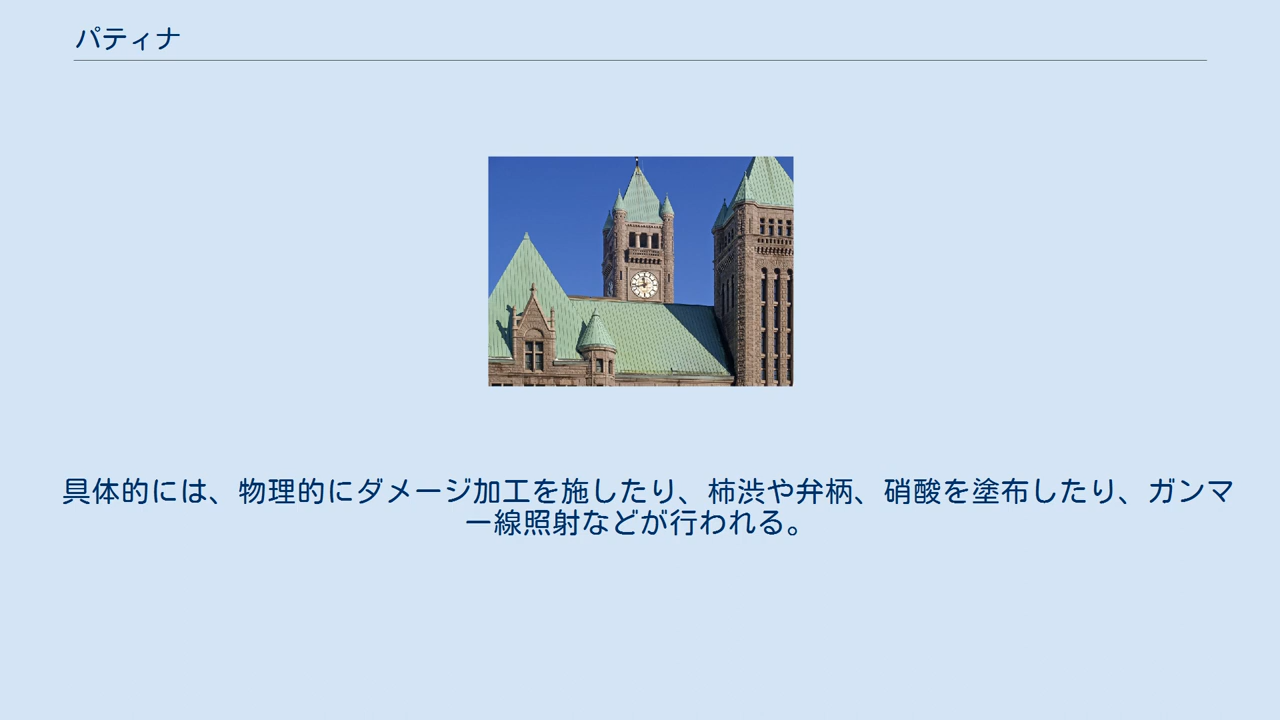 パティナ
具体的には、物理的にダメージ加工を施したり、柿渋や弁柄、硝酸を塗布したり、ガンマ
ー線照射などが行われる。